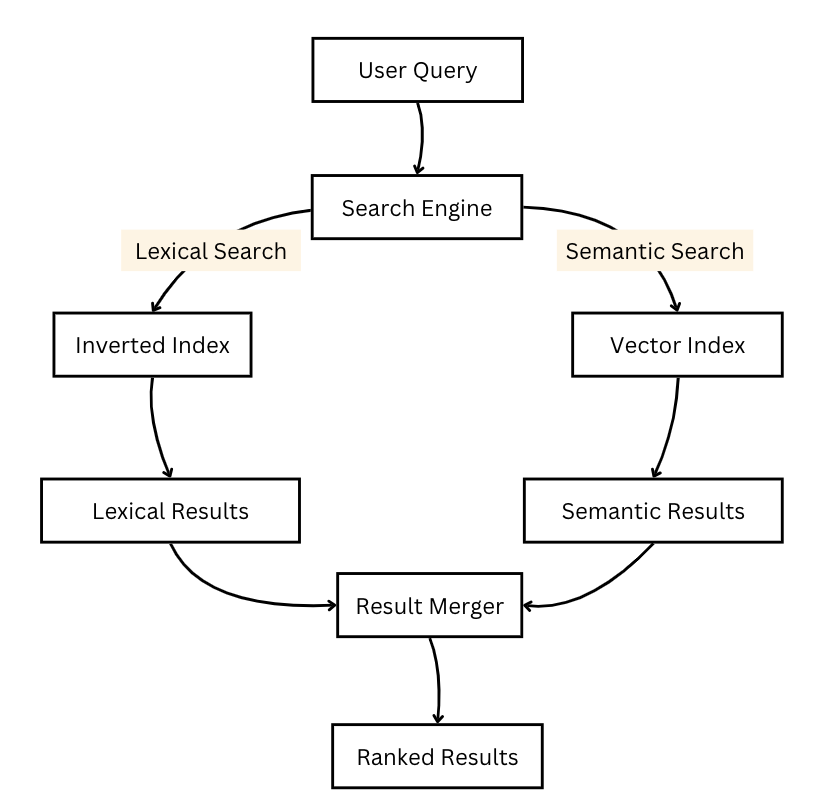 User Query
Search Engine
Lexical Search
Semantic Search
Inverted Index
Vector Index
Lexical Results
Semantic Results
Result Merger
Ranked Results